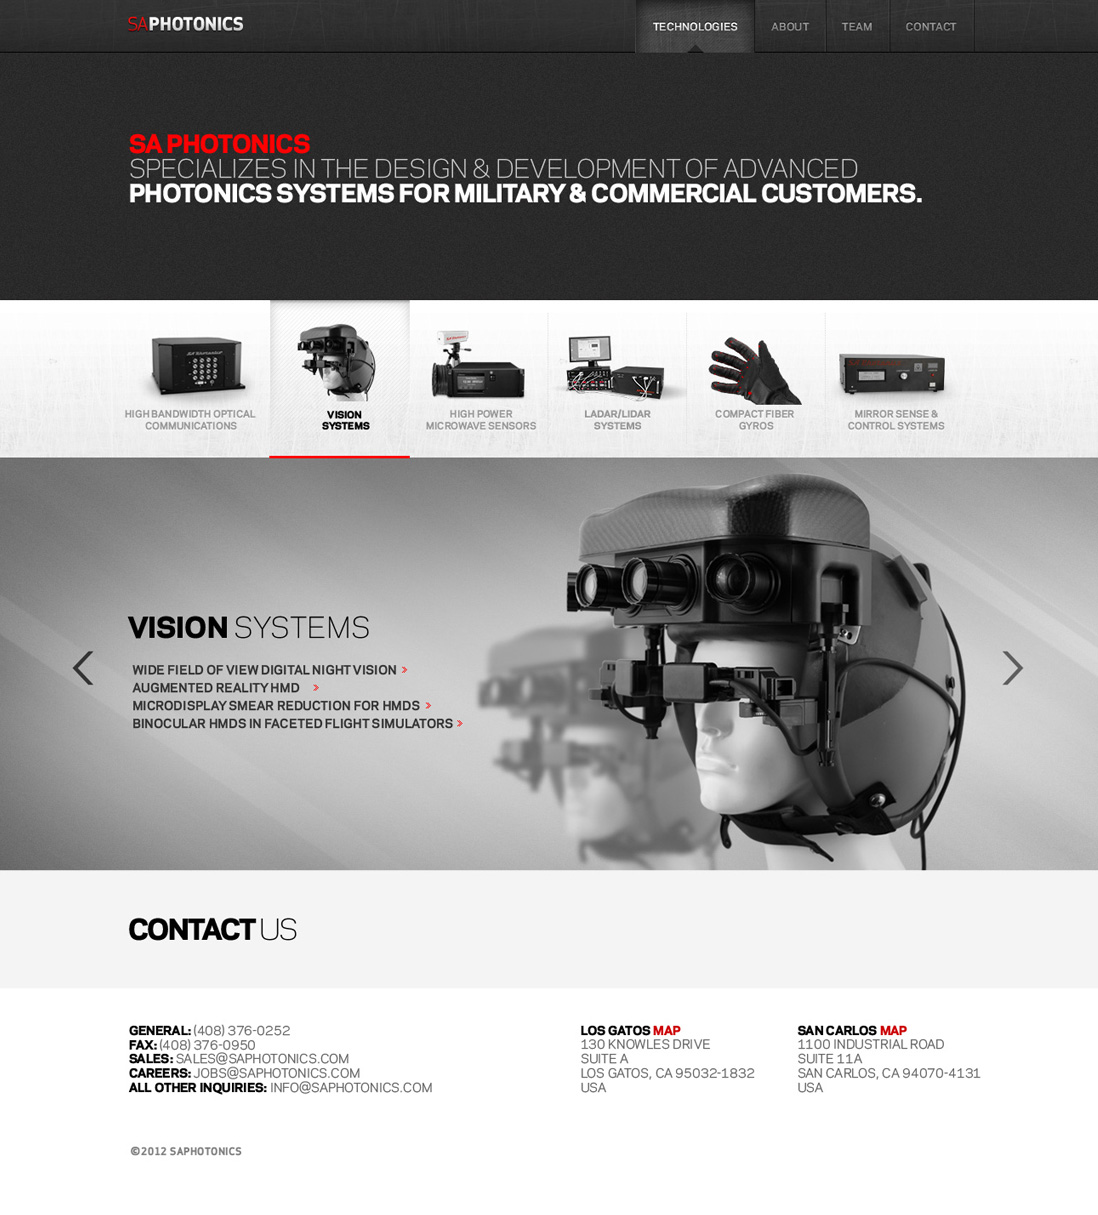 SAPHOTONICS
TECHNOLOGIES
ABOUT
TEAM
CONTACT
SA PHOTONICS
SPECIALIZES IN THE DESIGN & DEVELOPMENT OF ADVANCED
PHOTONICS SYSTEMS FOR MILITARY & COMMERCIAL CUSTOMERS.
HIGH BANDWIDTH OPTICAL
COMMUNICATIONS
VISION
SYSTEMS
HIGH POWER
MICROWAVE SENSORS
LADAR/LIDAR
SYSTEMS
COMPACT FIBER
GYROS
MIRROR SENSE &
CONTROL SYSTEMS
VISION SYSTEMS
WIDE FIELD OF VIEW DIGITAL NIGHT VISION
AUGMENTED REALITY HMD
MICRODISPLAY SMEAR REDUCTION FOR HMDS
BINOCULAR HMDS IN FACETED FLIGHT SIMULATORS
CONTACT US
GENERAL: (408) 376-0252
FAX: (408) 376-0950
SALES: SALES@SAPHOTONICS.COM
CAREERS: JOBS@SAPHOTONICS.COM
ALL OTHER INQUIRIES: INFO@SAPHOTONICS.COM
LOS GATOS MAP
130 KNOWLES DRIVE
SUITE A
LOS GATOS, CA 95032-1832
USA
SAN CARLOS MAP
1100 INDUSTRIAL ROAD
SUITE 11A
SAN CARLOS, CA 94070-4131
USA
©2012 SAPHOTONICS